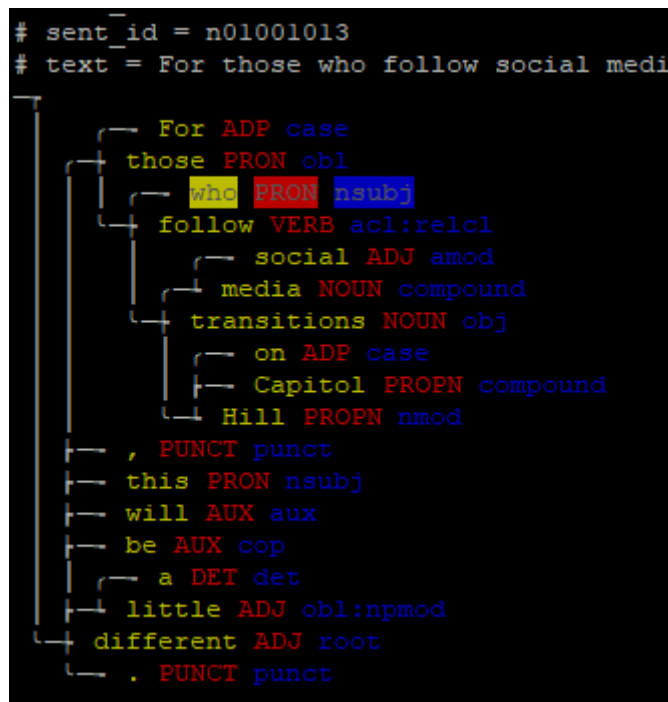 # sent_id = n01001013
# text = For those who follow social medi
For ADP case
those PRON obl
who PRON nsubj
follow VERB acl:relcl
social ADJ amod
media NOUN compound
transitions NOUN obj
on ADP case
Capitol PROPN compound
Hill PROPN nmod
, PUNCT punct
this PRON nsubj
will AUX aux
be AUX cop
a DET det
little ADJ obl:npmod
different ADJ root
. PUNCT punct